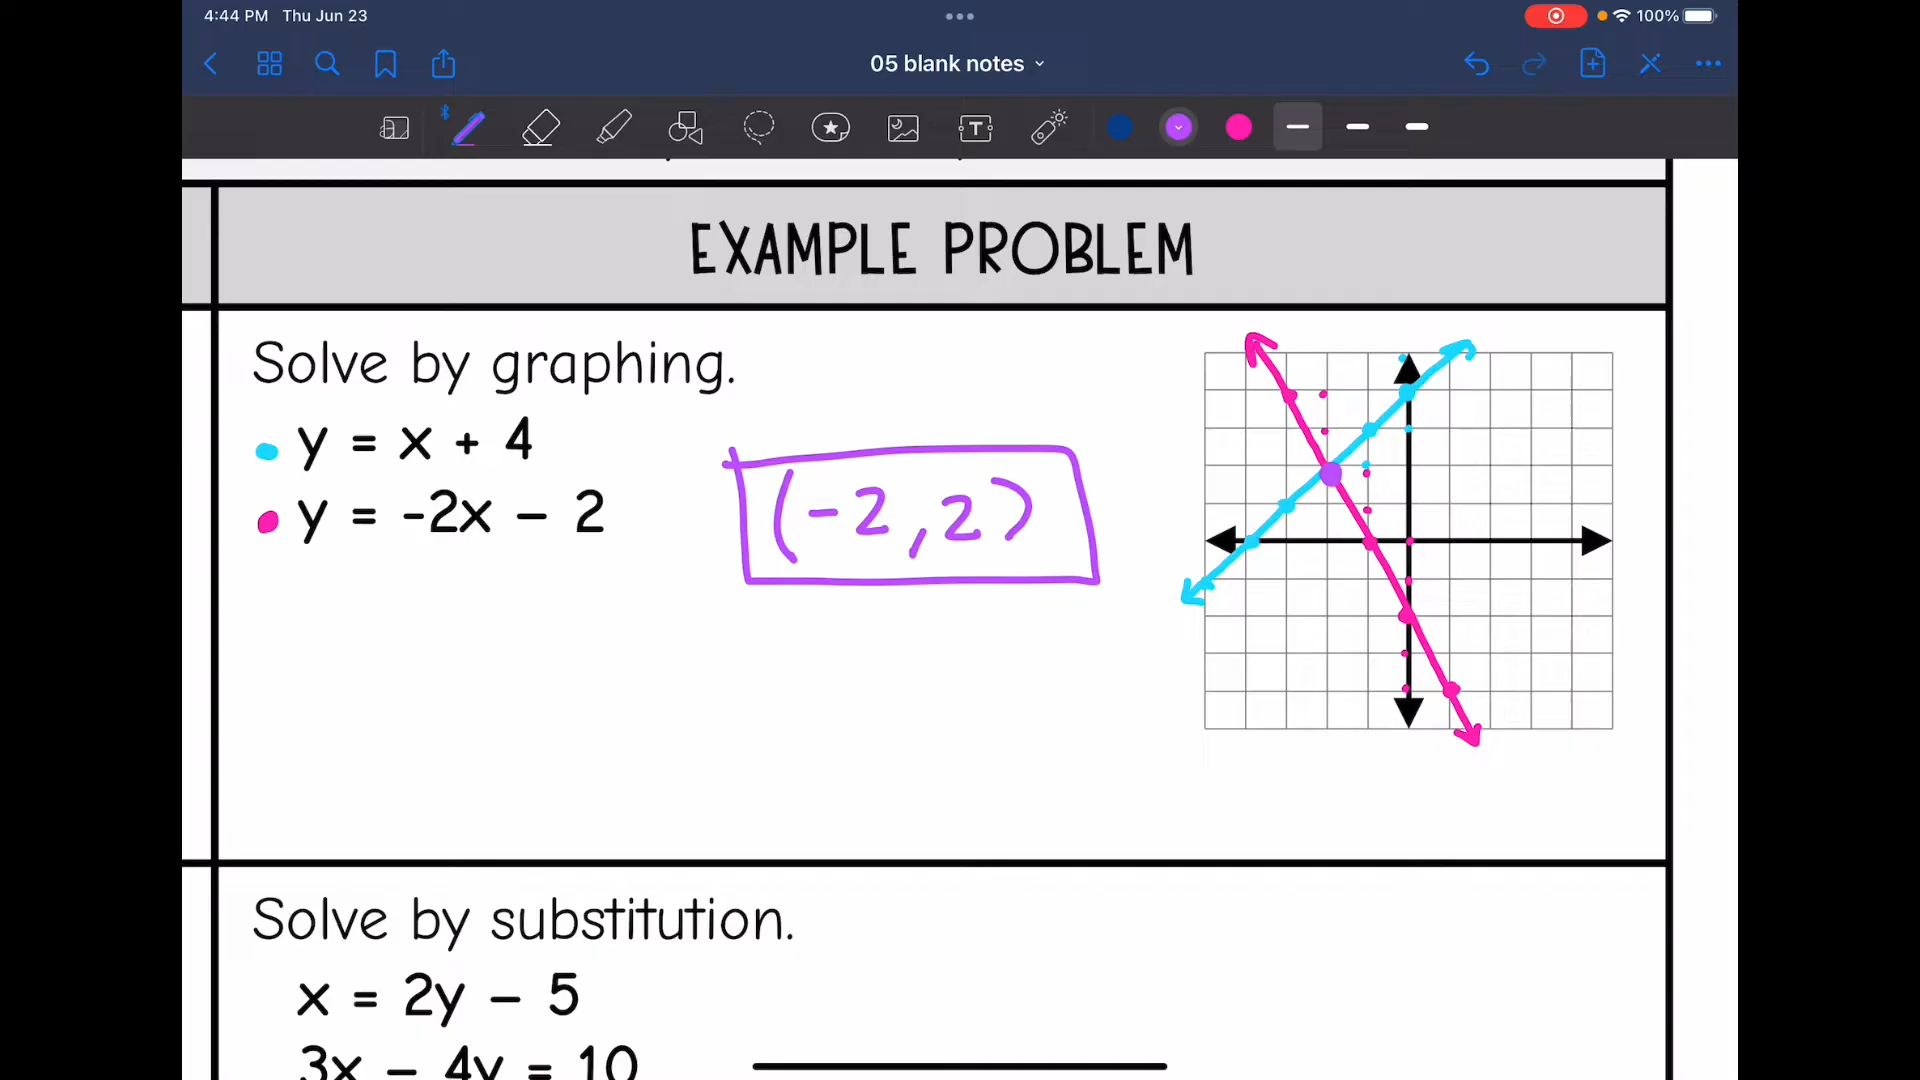 4:44 PM Thu Jun 23
100%
05 blank notes
EXAMPLE PROBLEM
Solve by graphing.
y = x + 4
y = -2x - 2
(-2,2)
Solve by substitution.
x = 2y - 5
3x - 4y = 10